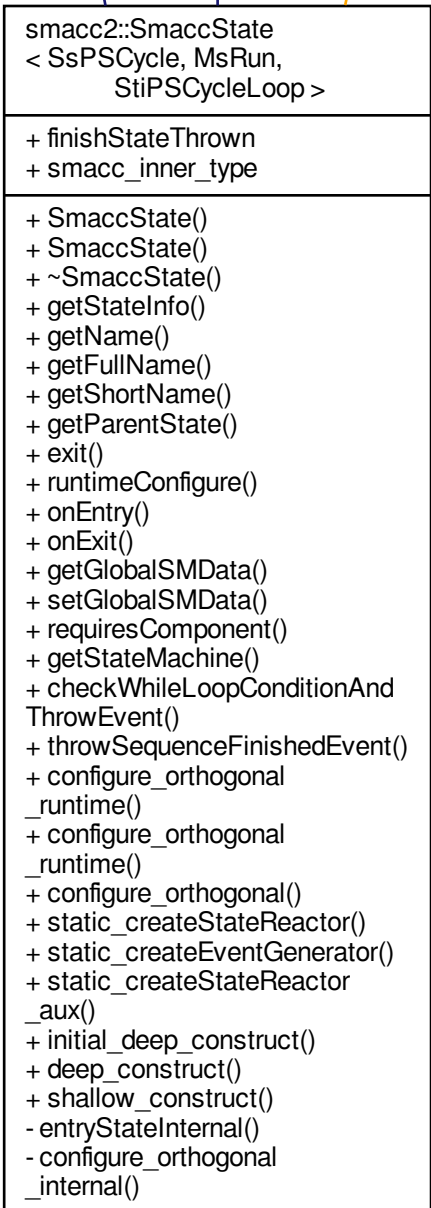 smacc2::SmaccState
< SsPSCycle, MsRun,
StiPSCycleLoop >
+ finishStateThrown
+ smacc_inner_type
+ SmaccState()
+ SmaccState()
+ ~SmaccState()
+ getStateInfo()
+ getName()
+ getFullName()
+ getShortName()
+ getParentState()
+ exit()
+ runtimeConfigure()
+ onEntry()
+ onExit()
+ getGlobalSMData()
+ setGlobalSMData()
+ requiresComponent()
+ getStateMachine()
+ checkWhileLoopConditionAnd
ThrowEvent()
+ throwSequenceFinishedEvent()
+ configure_orthogonal
_runtime()
+ configure_orthogonal
_runtime()
+ configure_orthogonal()
+ static_createStateReactor()
+ static_createEventGenerator()
+ static_createStateReactor
_aux()
+ initial_deep_construct()
+ deep_construct()
+ shallow_construct()
- entryStateInternal()
- configure_orthogonal
_internal()